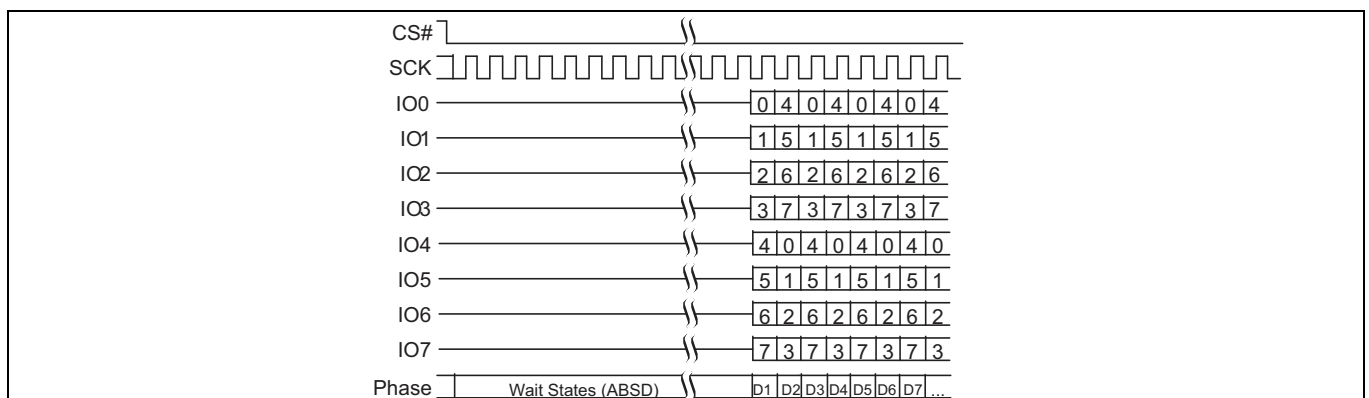 CS#
SCK
IO0 0 4 0 4 0 4 0 4
IO1 1 5 1 5 1 5 1 5
IO2 2 6 2 6 2 6 2 6
IO3 3 7 3 7 3 7 3 7
IO4 4 0 4 0 4 0 4 0
IO5 5 1 5 1 5 1 5 1
IO6 6 2 6 2 6 2 6 2
IO7 7 3 7 3 7 3 7 3
Phase Wait States (ABSD) D1 D2 D3 D4 D5 D6 D7 ...